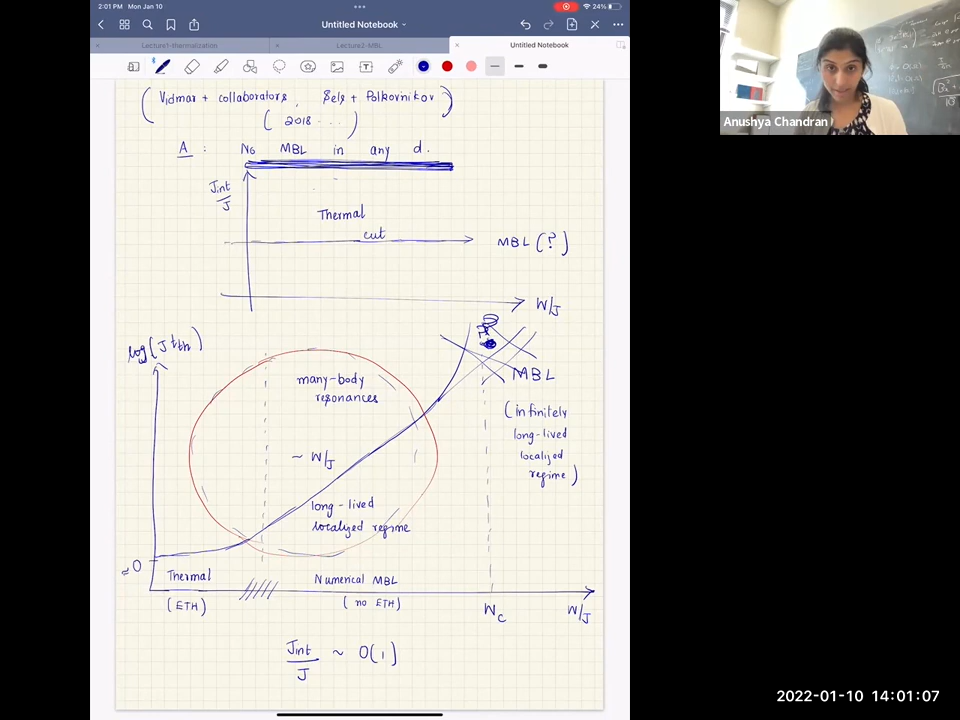 2:01 PM Mon Jan 10
24%
Untitled Notebook
Lecture1-thermalization
Lecture2-MBL
Untitled Notebook
Anushya Chandran
( Vidmar + collaborators, Sels + Polkovnikov )
( 2018 ... )
A : No MBL in any d.
Jint/J
Thermal
cut
MBL (?)
W/J
log(J tth)
many-body
resonances
MBL
(infinitely
long-lived
localized
regime)
~ W/J
long-lived
localized regime
≈0
Thermal
Numerical MBL
(ETH)
(no ETH)
Wc
W/J
Jint/J ~ O(1)
2022-01-10 14:01:07